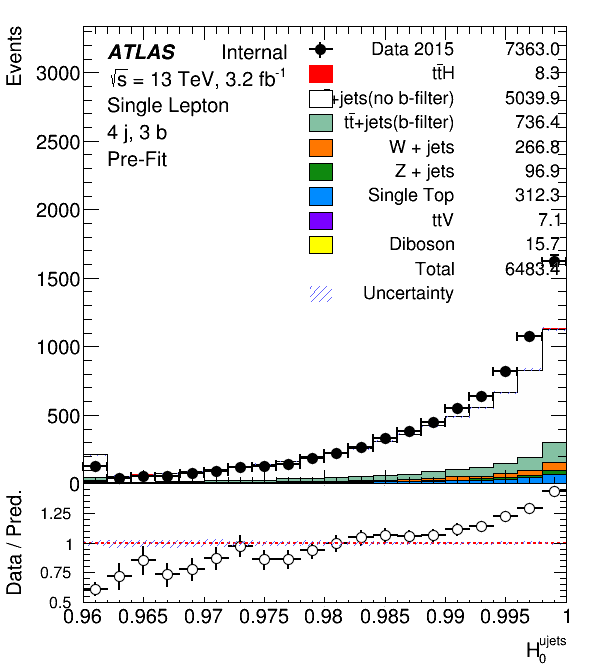 Events
ATLAS Internal
√s = 13 TeV, 3.2 fb⁻¹
Single Lepton
4 j, 3 b
Pre-Fit
Data 2015 7363.0
tt̄H 8.3
+jets(no b-filter) 5039.9
tt̄+jets(b-filter) 736.4
W + jets 266.8
Z + jets 96.9
Single Top 312.3
ttV 7.1
Diboson 15.7
Total 6483.4
Uncertainty
3000
2500
2000
1500
1000
500
0
Data / Pred.
1.25
1
0.75
0.5
0.96 0.965 0.97 0.975 0.98 0.985 0.99 0.995 1
H₀ᵘʲᵉᵗˢ